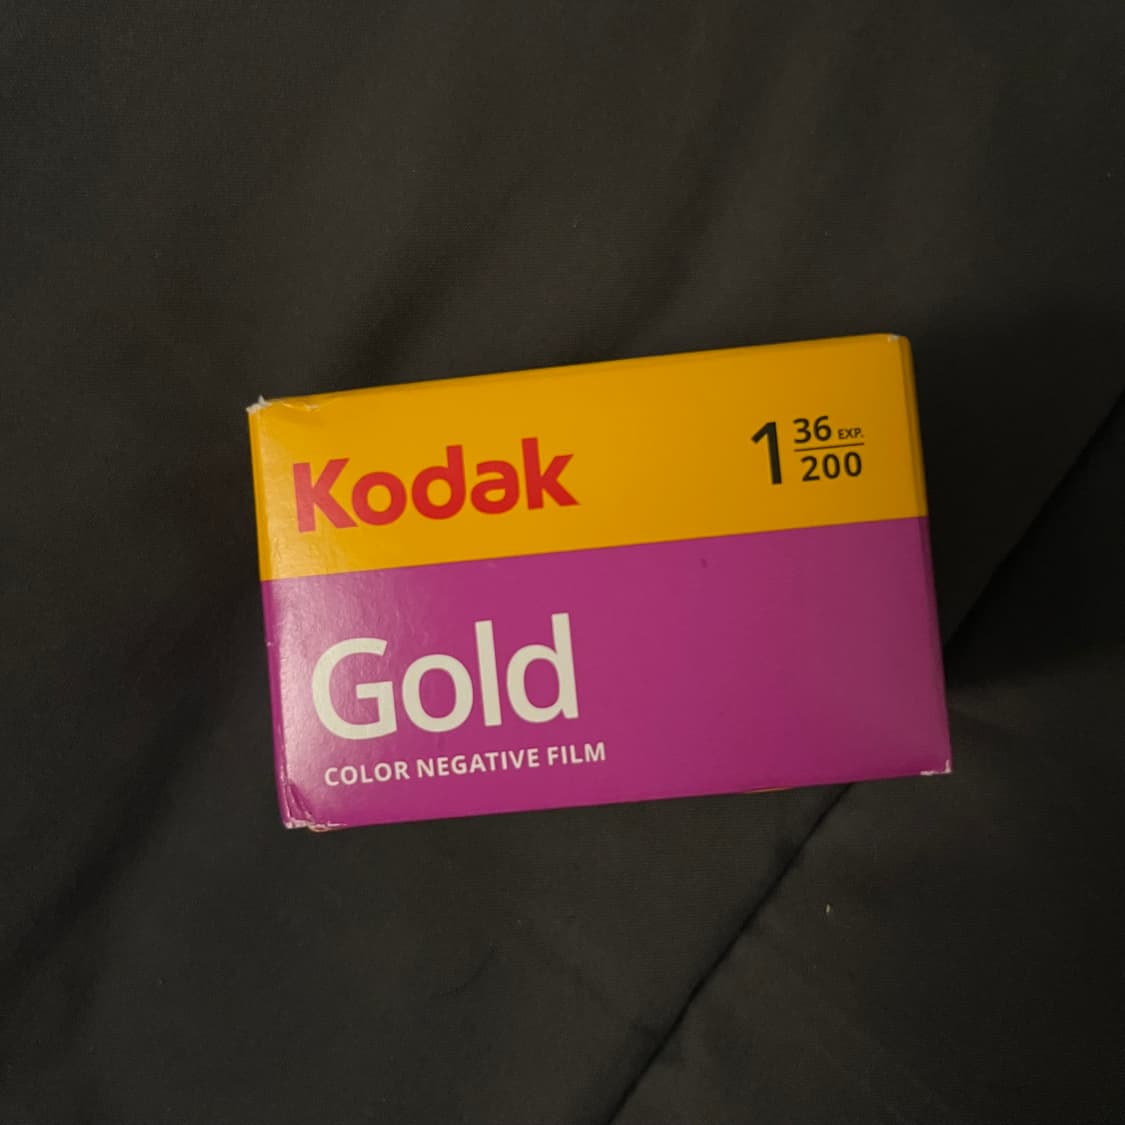 Kodak
1 36 EXP.
200
Gold
COLOR NEGATIVE FILM